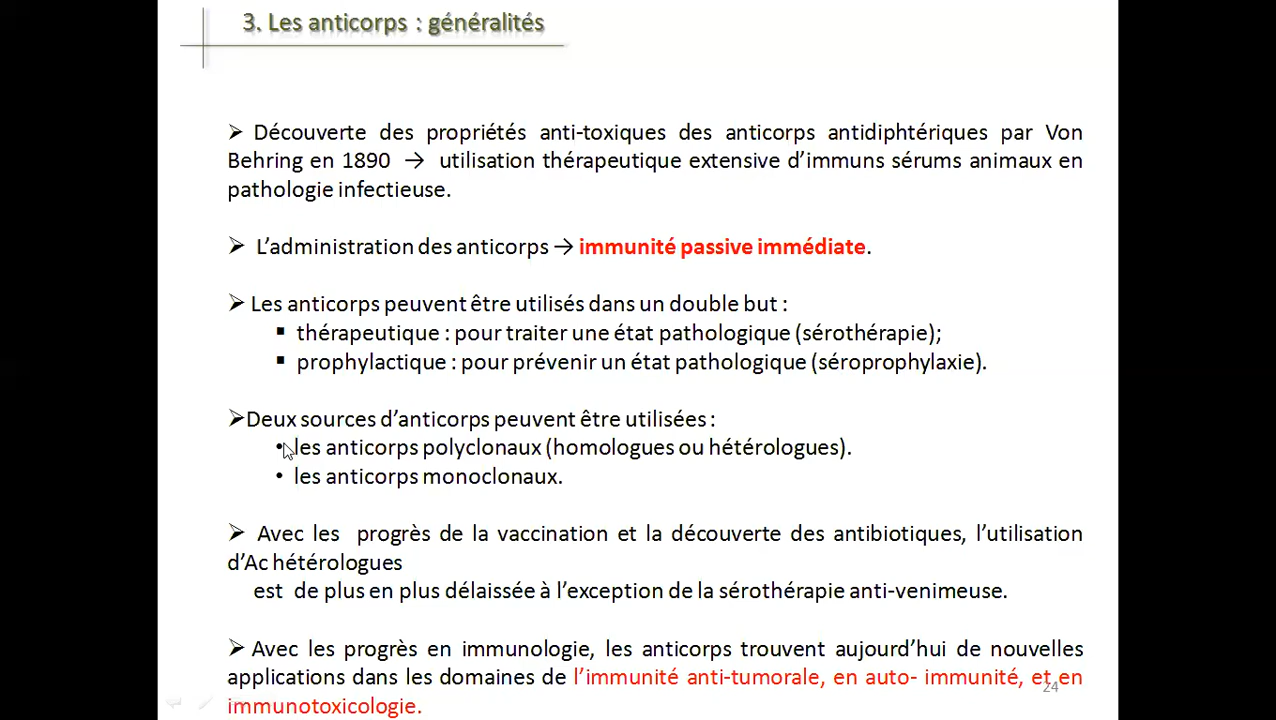 3. Les anticorps : généralités
➢ Découverte des propriétés anti-toxiques des anticorps antidiphtériques par Von
Behring en 1890 → utilisation thérapeutique extensive d’immuns sérums animaux en
pathologie infectieuse.
➢ L’administration des anticorps → immunité passive immédiate.
➢ Les anticorps peuvent être utilisés dans un double but :
▪ thérapeutique : pour traiter une état pathologique (sérothérapie);
▪ prophylactique : pour prévenir un état pathologique (séroprophylaxie).
➢Deux sources d’anticorps peuvent être utilisées :
• les anticorps polyclonaux (homologues ou hétérologues).
• les anticorps monoclonaux.
➢ Avec les progrès de la vaccination et la découverte des antibiotiques, l’utilisation
d’Ac hétérologues
est de plus en plus délaissée à l’exception de la sérothérapie anti-venimeuse.
➢ Avec les progrès en immunologie, les anticorps trouvent aujourd’hui de nouvelles
applications dans les domaines de l’immunité anti-tumorale, en auto- immunité, et en
immunotoxicologie.
24